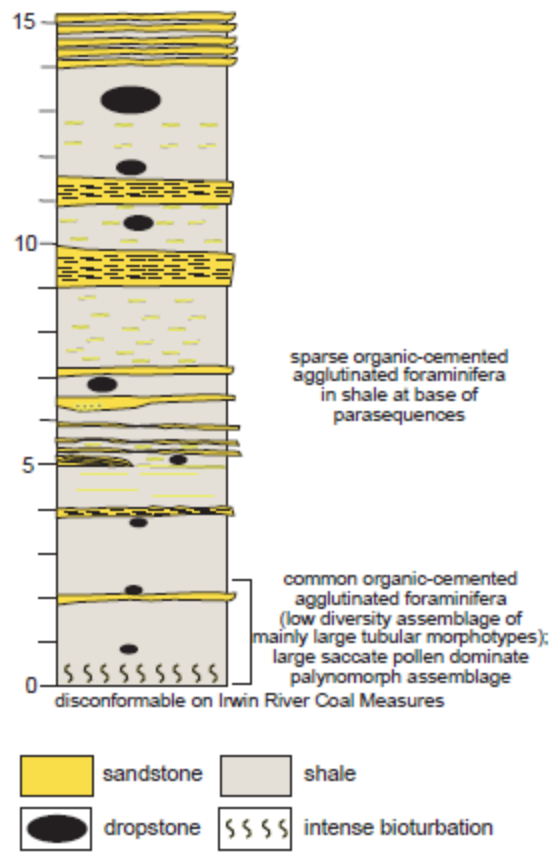 15
10
sparse organic-cemented
agglutinated foraminifera
in shale at base of
parasequences
5
common organic-cemented
agglutinated foraminifera
(low diversity assemblage of
mainly large tubular morphotypes);
large saccate pollen dominate
palynomorph assemblage
0
disconformable on Irwin River Coal Measures
sandstone
shale
dropstone
intense bioturbation